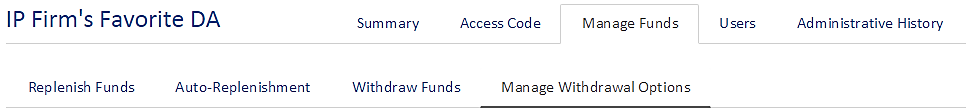 IP Firm's Favorite DA Summary Access Code Manage Funds Users Administrative History
Replenish Funds Auto-Replenishment Withdraw Funds Manage Withdrawal Options